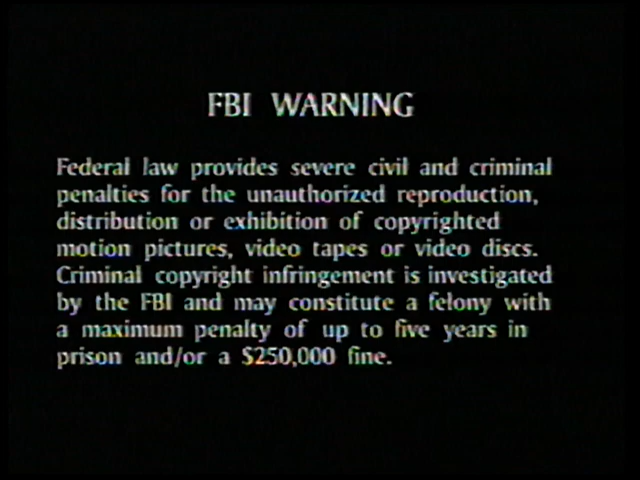 FBI WARNING
Federal law provides severe civil and criminal
penalties for the unauthorized reproduction,
distribution or exhibition of copyrighted
motion pictures, video tapes or video discs.
Criminal copyright infringement is investigated
by the FBI and may constitute a felony with
a maximum penalty of up to five years in
prison and/or a $250,000 fine.